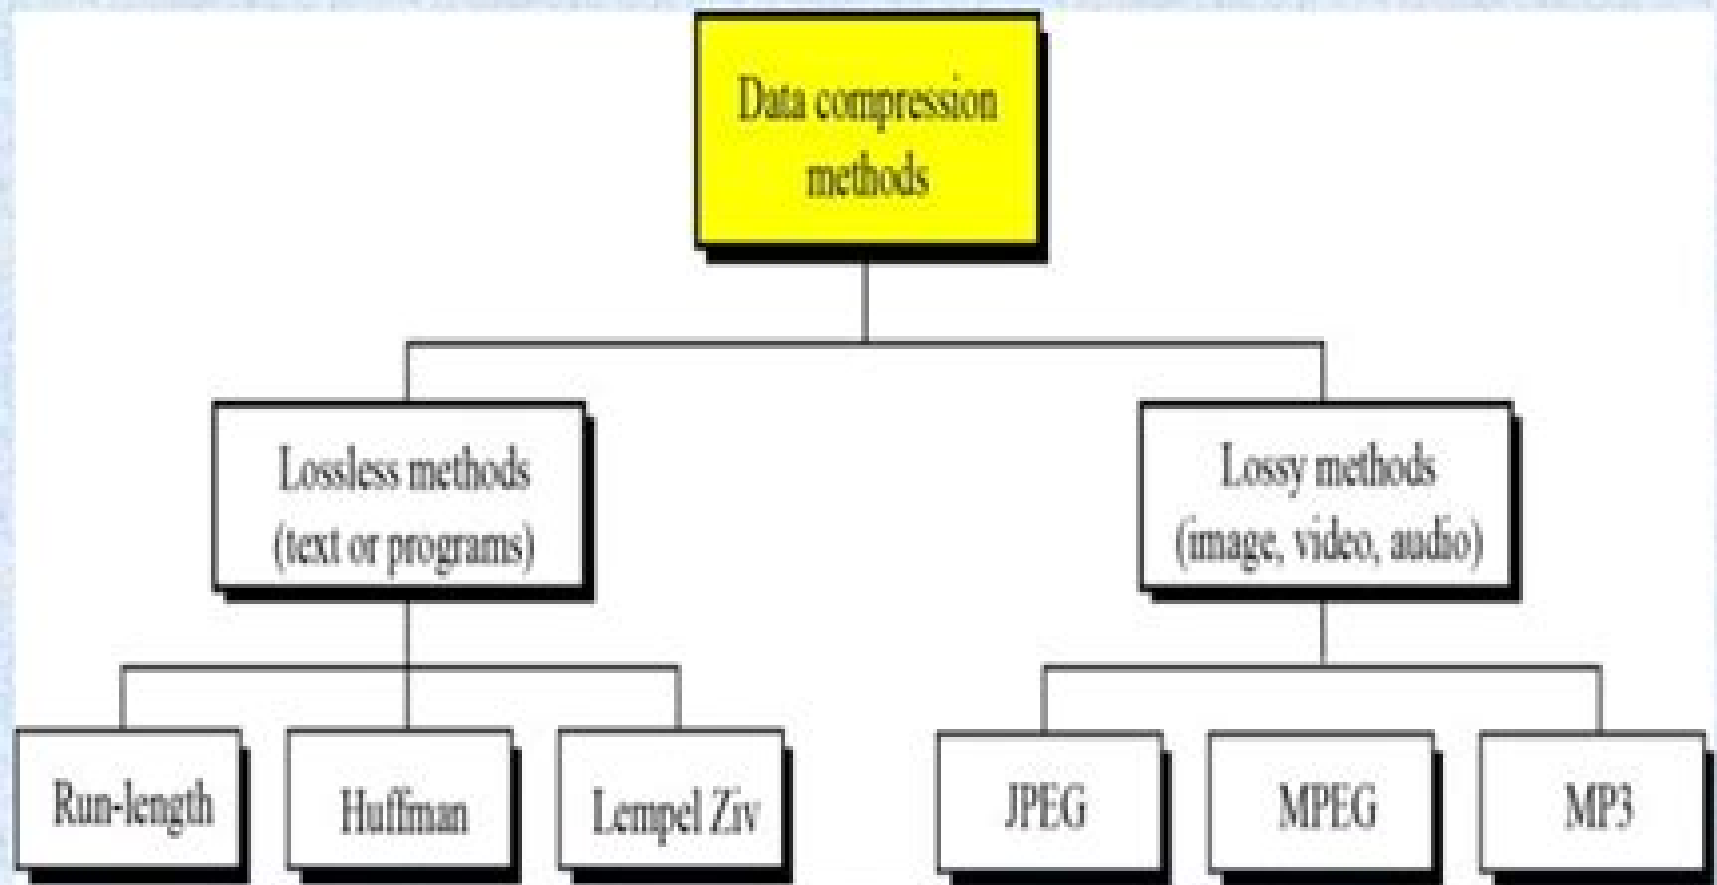 Data compression
methods
Lossless methods
(text or programs)
Lossy methods
(image, video, audio)
Run-length
Huffman
Lempel Ziv
JPEG
MPEG
MP3